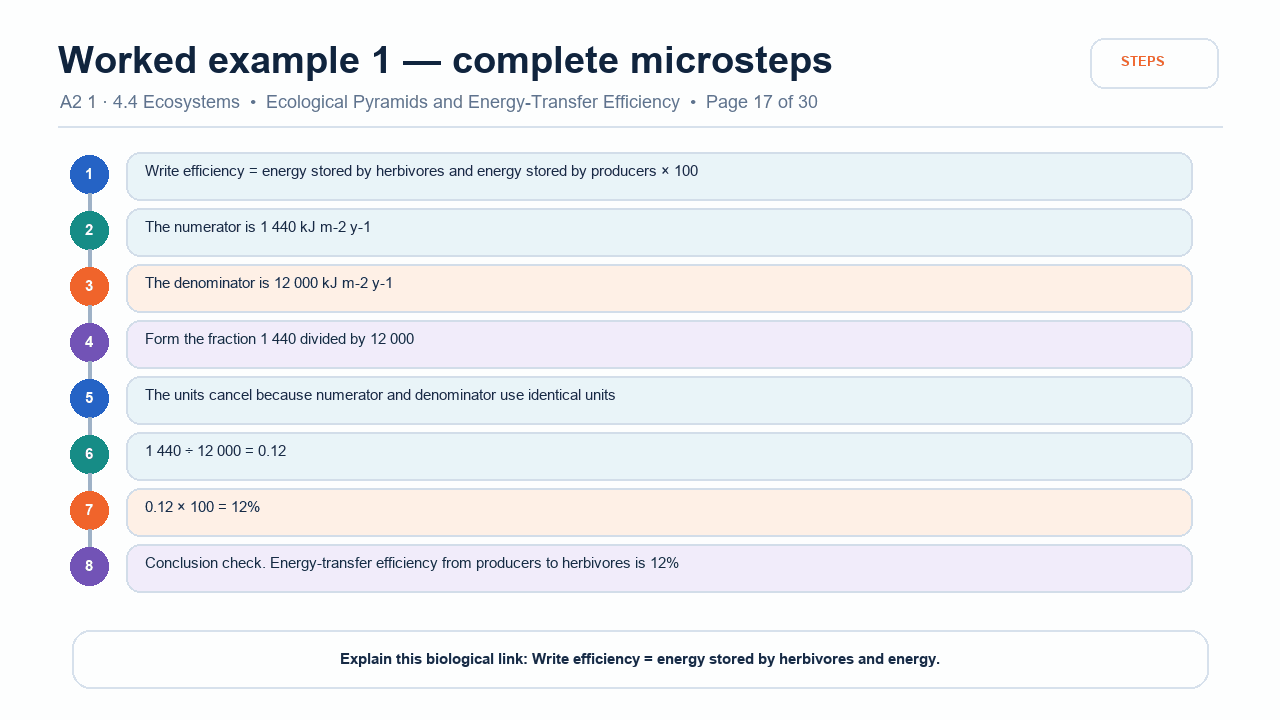 Worked example 1 — complete microsteps
STEPS
A2 1 · 4.4 Ecosystems • Ecological Pyramids and Energy-Transfer Efficiency • Page 17 of 30
1 Write efficiency = energy stored by herbivores and energy stored by producers × 100
2 The numerator is 1 440 kJ m-2 y-1
3 The denominator is 12 000 kJ m-2 y-1
4 Form the fraction 1 440 divided by 12 000
5 The units cancel because numerator and denominator use identical units
6 1 440 ÷ 12 000 = 0.12
7 0.12 × 100 = 12%
8 Conclusion check. Energy-transfer efficiency from producers to herbivores is 12%
Explain this biological link: Write efficiency = energy stored by herbivores and energy.